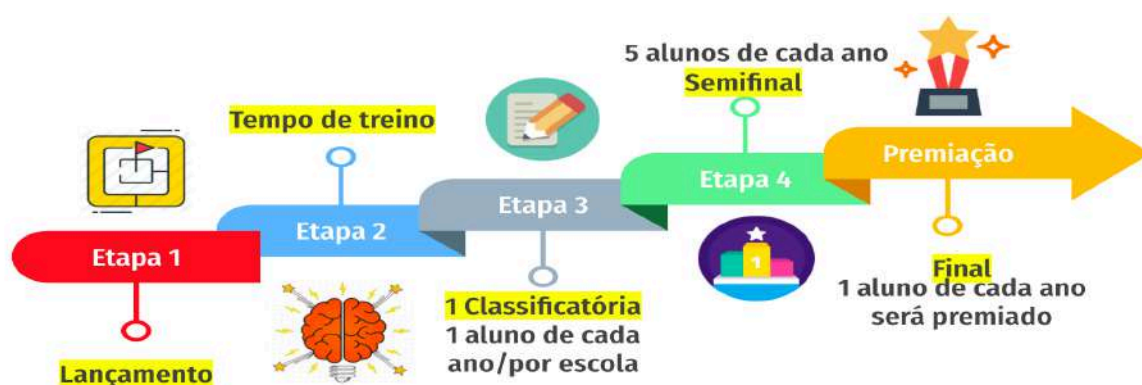 Etapa 1
Lançamento
Tempo de treino
Etapa 2
Etapa 3
1 Classificatória
1 aluno de cada
ano/por escola
5 alunos de cada ano
Semifinal
Etapa 4
1
Premiação
Final
1 aluno de cada ano
será premiado